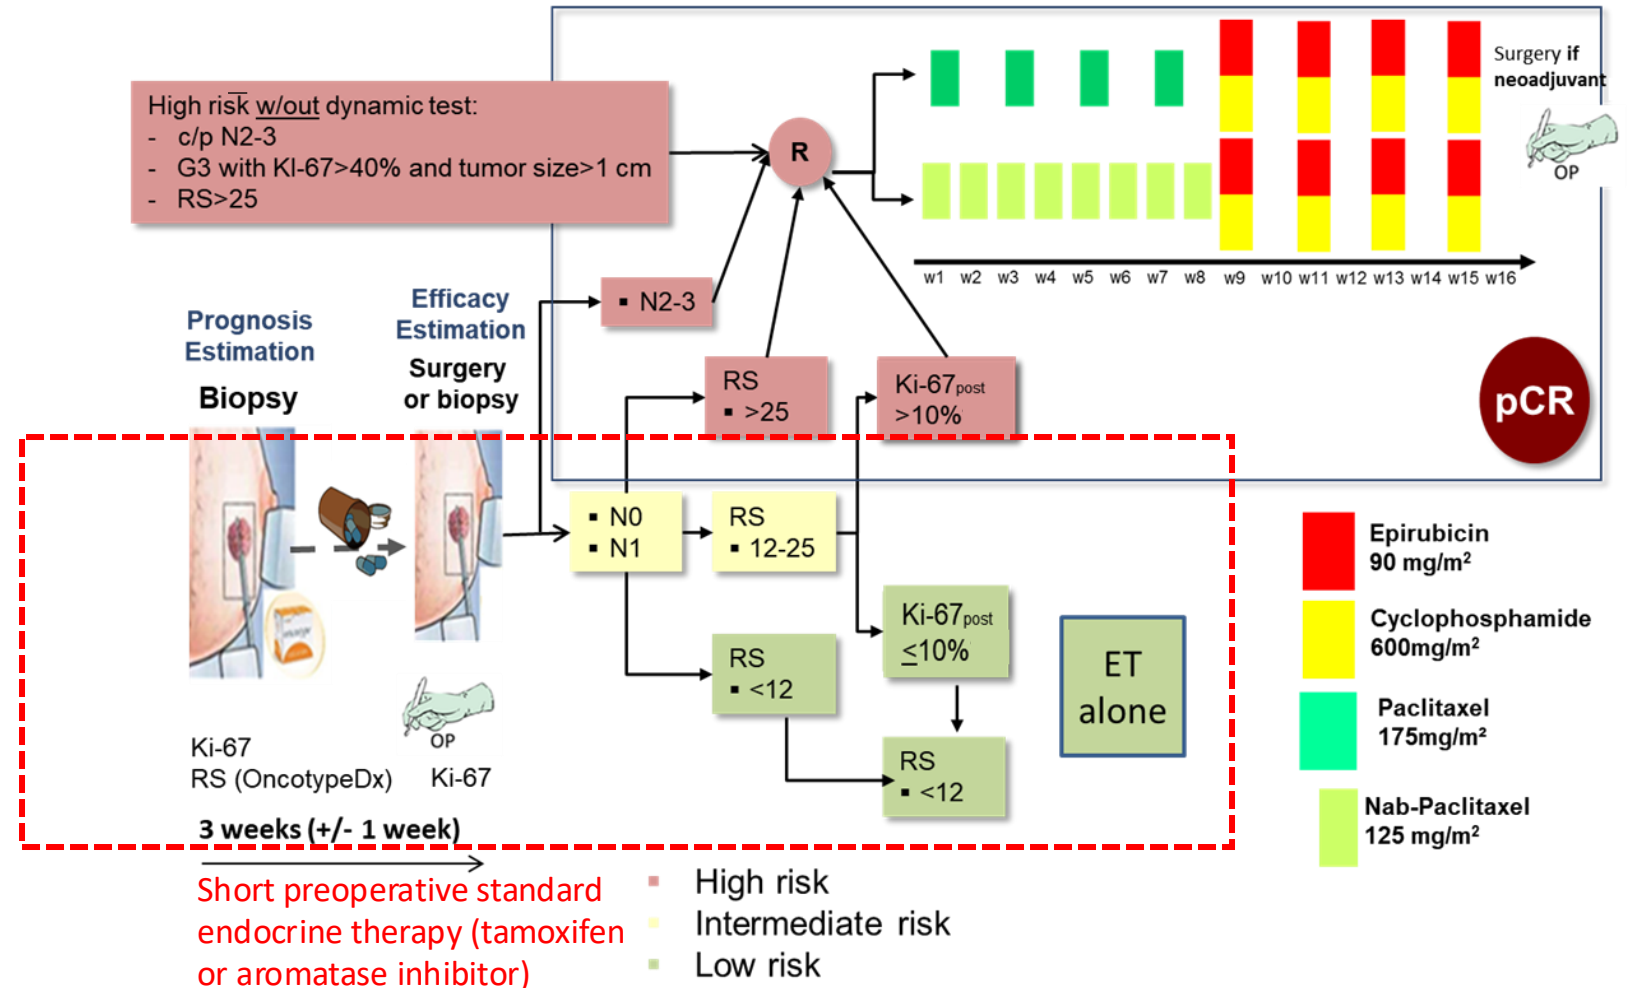 High risk w/out dynamic test:
- c/p N2-3
- G3 with KI-67>40% and tumor size>1 cm
- RS>25
R
Surgery if
neoadjuvant
OP
w1 w2 w3 w4 w5 w6 w7 w8 w9 w10 w11 w12 w13 w14 w15 w16
▪ N2-3
Prognosis
Estimation
Biopsy
Efficacy
Estimation
Surgery
or biopsy
RS
▪ >25
Ki-67post
>10%
pCR
▪ N0
▪ N1
RS
▪ 12-25
Ki-67post
≤10%
RS
▪ <12
RS
▪ <12
ET
alone
Ki-67
RS (OncotypeDx)
OP
Ki-67
3 weeks (+/- 1 week)
Short preoperative standard
endocrine therapy (tamoxifen
or aromatase inhibitor)
▪ High risk
▪ Intermediate risk
▪ Low risk
Epirubicin
90 mg/m²
Cyclophosphamide
600mg/m²
Paclitaxel
175mg/m²
Nab-Paclitaxel
125 mg/m²